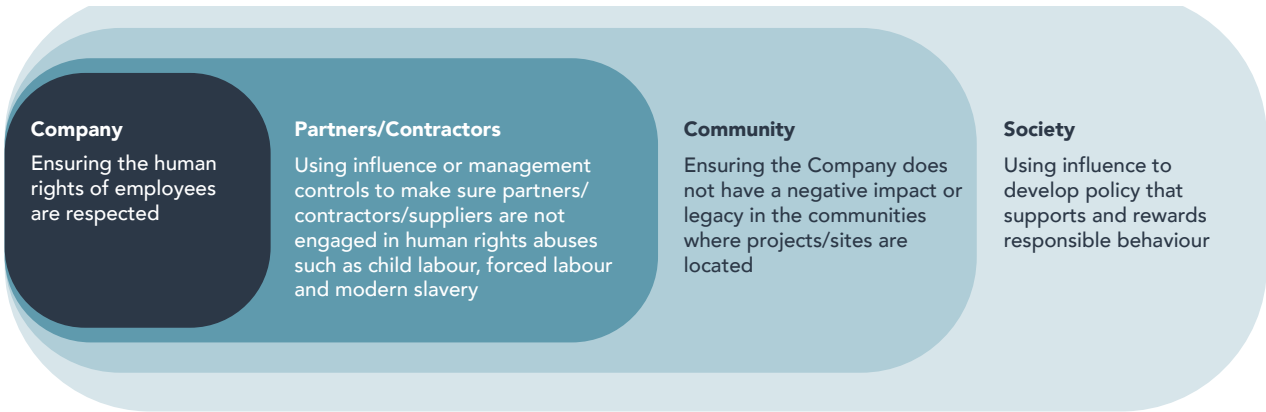 Company
Ensuring the human
rights of employees
are respected
Partners/Contractors
Using influence or management
controls to make sure partners/
contractors/suppliers are not
engaged in human rights abuses
such as child labour, forced labour
and modern slavery
Community
Ensuring the Company does
not have a negative impact or
legacy in the communities
where projects/sites are
located
Society
Using influence to
develop policy that
supports and rewards
responsible behaviour